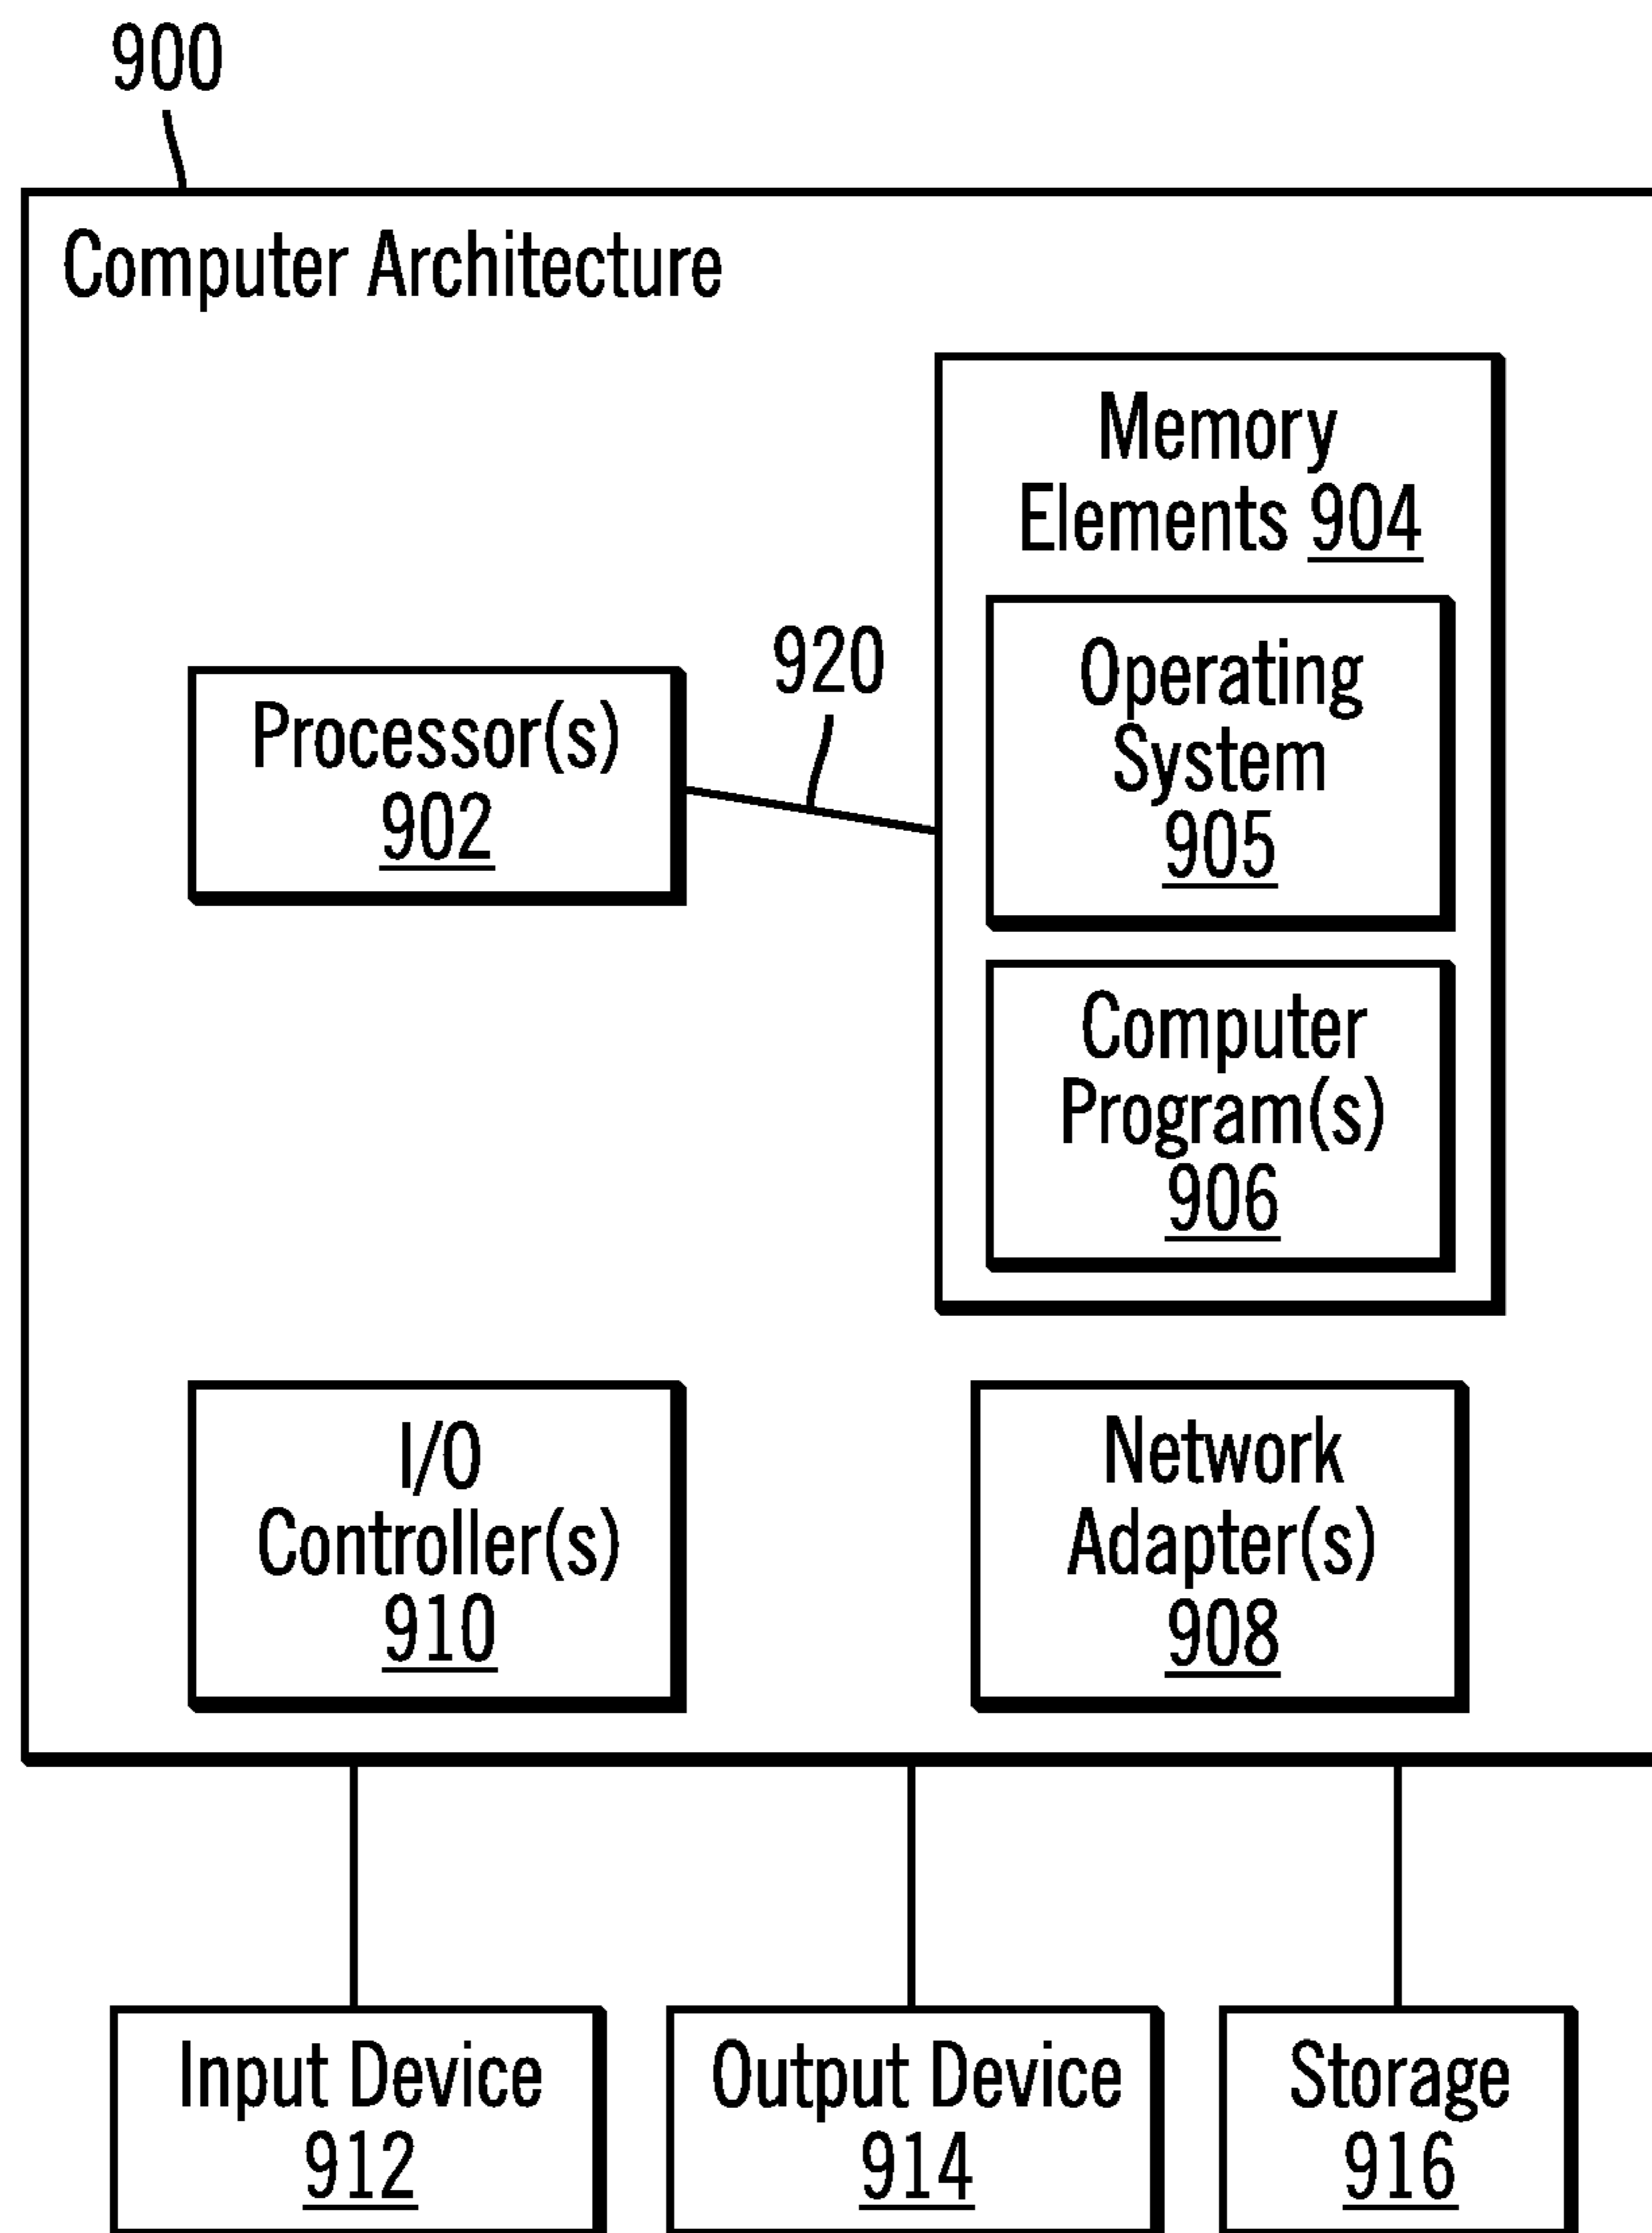 900
Computer Architecture
Memory
Elements 904
920
Operating
System
905
Processor(s)
902
Computer
Program(s)
906
I/O
Controller(s)
910
Network
Adapter(s)
908
Input Device
912
Output Device
914
Storage
916